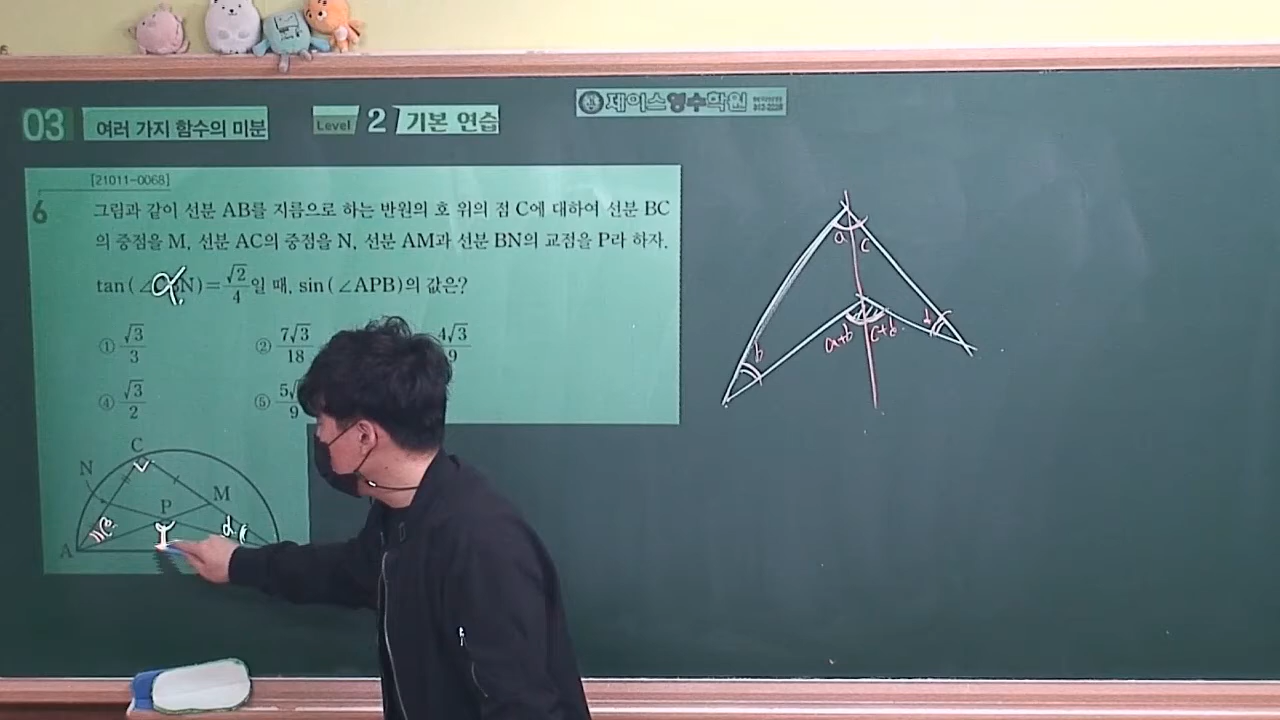 03 여러 가지 함수의 미분 Level 2 기본 연습
제이스영수학원
[21011-0068]
6 그림과 같이 선분 AB를 지름으로 하는 반원의 호 위의 점 C에 대하여 선분 BC
의 중점을 M, 선분 AC의 중점을 N, 선분 AM과 선분 BN의 교점을 P라 하자.
α
tan(∠ BN)=√2/4일 때, sin(∠APB)의 값은?
① √3/3 ② 7√3/18 4√3/9
④ √3/2 ⑤ 5√ /9
C
N
M
P
α
A
a
c
b
d
a+b
c+d